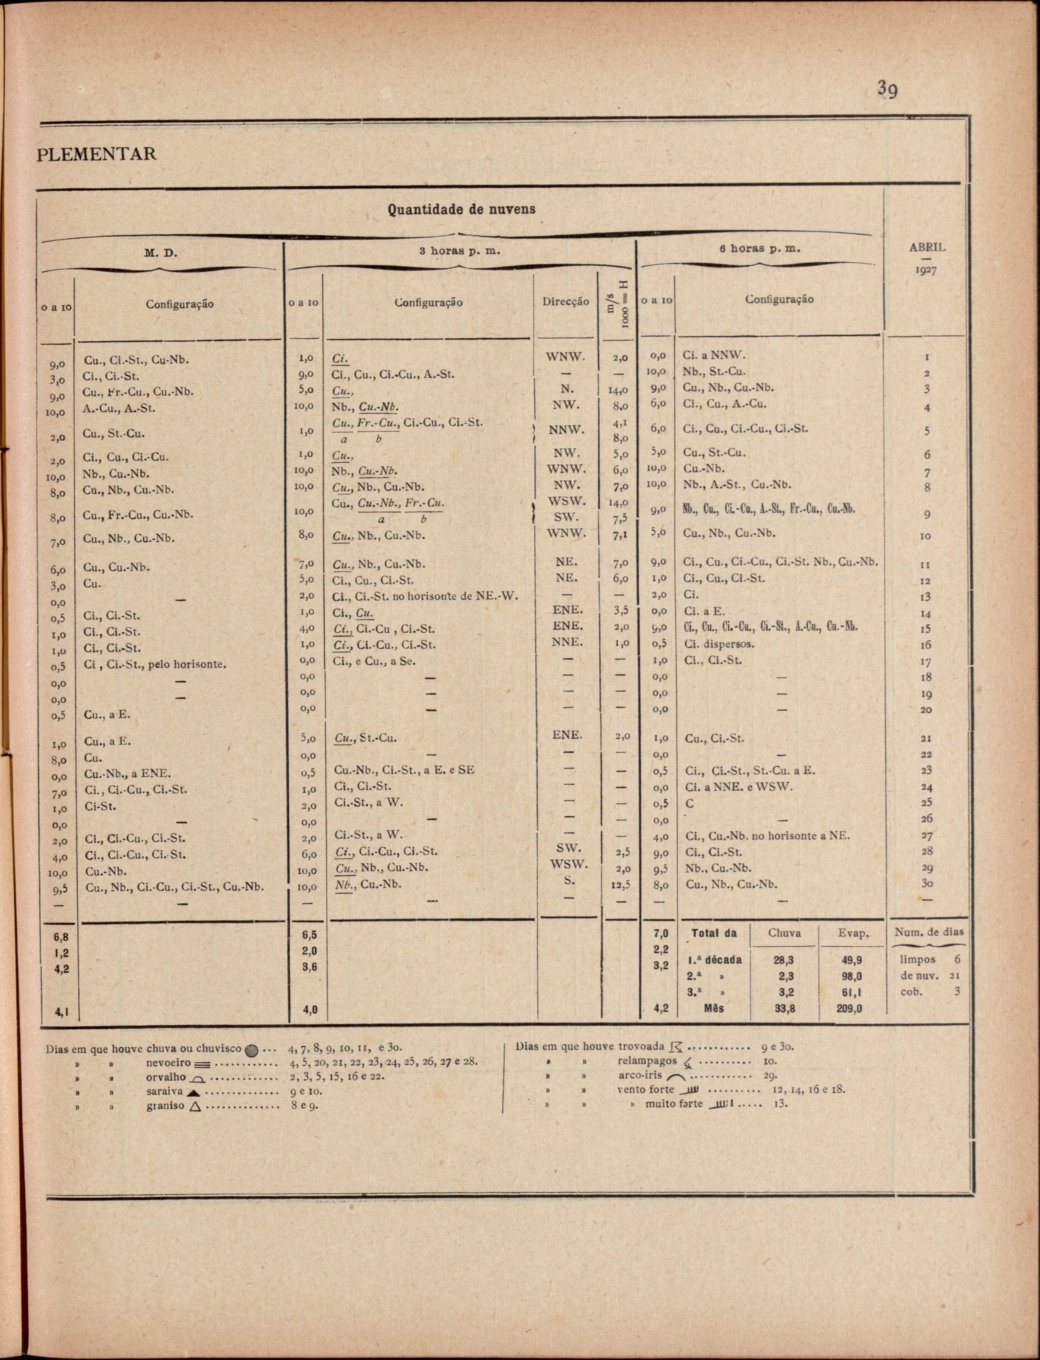 39
PLEMENTAR
Quantidade de nuvens
M. D. 3 horas p. m. 6 horas p. m. ABRIL — 1927
0 a 10 Configuração 0 a 10 Configuração Direcção m/s 1000 = H 0 a 10 Configuração
9,0 Cu., Ci.-St., Cu-Nb. 1,0 Ci. WNW. 2,0 0,0 Ci. a NNW. 1
3,0 Ci., Ci.-St. 9,0 Ci., Cu., Ci.-Cu., A.-St. — — 10,0 Nb., St.-Cu. 2
9,0 Cu., Fr.-Cu., Cu.-Nb. 5,0 Cu., N. 14,0 9,0 Cu., Nb., Cu.-Nb. 3
10,0 A.-Cu., A.-St. 10,0 Nb., Cu.-Nb. NW. 8,0 6,0 Ci., Cu., A.-Cu. 4
2,0 Cu., St.-Cu. 1,0 Cu., Fr.-Cu., Ci.-Cu., Ci.-St. a b NNW. 4,1 8,0 6,0 Ci., Cu., Ci.-Cu., Ci.-St. 5
2,0 Ci., Cu., Ci.-Cu. 1,0 Cu., NW. 5,0 5,0 Cu., St.-Cu. 6
10,0 Nb., Cu.-Nb. 10,0 Nb., Cu.-Nb. WNW. 6,0 10,0 Cu.-Nb. 7
8,0 Cu., Nb., Cu.-Nb. 10,0 Cu., Nb., Cu.-Nb. NW. 7,0 10,0 Nb., A.-St., Cu.-Nb. 8
8,0 Cu., Fr.-Cu., Cu.-Nb. 10,0 Cu., Cu.-Nb., Fr.-Cu. a b WSW. SW. 14,0 7,5 9,0 Nb., Cu., Ci.-Cu., A.-St., Fr.-Cu., Cu.-Nb. 9
7,0 Cu., Nb., Cu.-Nb. 8,0 Cu., Nb., Cu.-Nb. WNW. 7,1 5,0 Cu., Nb., Cu.-Nb. 10
6,0 Cu., Cu.-Nb. 7,0 Cu., Nb., Cu.-Nb. NE. 7,0 9,0 Ci., Cu., Ci.-Cu., Ci.-St. Nb., Cu.-Nb. 11
3,0 Cu. 5,0 Ci., Cu., Ci.-St. NE. 6,0 1,0 Ci., Cu., Ci.-St. 12
0,0 — 2,0 Ci., Ci.-St. no horisonte de NE.-W. — — 2,0 Ci. 13
0,5 Ci., Ci.-St. 1,0 Ci., Cu. ENE. 3,5 0,0 Ci. a E. 14
1,0 Ci., Ci.-St. 4,0 Ci., Ci.-Cu , Ci.-St. ENE. 2,0 9,0 Ci., Cu., Ci.-Cu., Ci.-St., A.-Cu., Cu.-Nb. 15
1,0 Ci., Ci.-St. 1,0 Ci., Ci.-Cu., Ci.-St. NNE. 1,0 0,5 Ci. dispersos. 16
0,5 Ci , Ci.-St., pelo horisonte. 0,0 Ci., e Cu., a Se. — — 1,0 Ci., Ci.-St. 17
0,0 — 0,0 — — — 0,0 — 18
0,0 — 0,0 — — — 0,0 — 19
0,5 Cu., a E. 0,0 — — — 0,0 — 20
1,0 Cu., a E. 5,0 Cu., St.-Cu. ENE. 2,0 1,0 Cu., Ci.-St. 21
8,0 Cu. 0,0 — — — 0,0 — 22
0,0 Cu.-Nb., a ENE. 0,5 Cu.-Nb., Ci.-St., a E. e SE — — 0,5 Ci., Ci.-St., St.-Cu. a E. 23
7,0 Ci., Ci.-Cu., Ci.-St. 1,0 Ci., Ci.-St. — — 0,0 Ci. a NNE. e WSW. 24
1,0 Ci-St. 2,0 Ci.-St., a W. — — 0,5 C 25
0,0 — 0,0 — — — 0,0 — 26
2,0 Ci., Ci.-Cu., Ci.-St. 2,0 Ci.-St., a W. — — 4,0 Ci., Cu.-Nb. no horisonte a NE. 27
4,0 Ci., Ci.-Cu., Ci.-St. 6,0 Ci., Ci.-Cu., Ci.-St. SW. 2,5 9,0 Ci., Ci.-St. 28
10,0 Cu.-Nb. 10,0 Cu., Nb., Cu.-Nb. WSW. 2,0 9,5 Nb., Cu.-Nb. 29
9,5 Cu., Nb., Ci.-Cu., Ci.-St., Cu.-Nb. 10,0 Nb., Cu.-Nb. S. 12,5 8,0 Cu., Nb., Cu.-Nb. 30
— — — — — — — — —
6,8 6,5 7,0 Total da Chuva Evap. Num. de dias
1,2 2,0 2,2
4,2 3,6 3,2 1.ª década 28,3 49,9 limpos 6
2.ª » 2,3 98,0 de nuv. 21
3.ª » 3,2 61,1 cob. 3
4,1 4,0 4,2 Mês 33,8 209,0
Dias em que houve chuva ou chuvisco ... 4, 7, 8, 9, 10, 11, e 30.
» » nevoeiro ............ 4, 5, 20, 21, 22, 23, 24, 25, 26, 27 e 28.
» » orvalho ............ 2, 3, 5, 15, 16 e 22.
» » saraiva .............. 9 e 10.
» » graniso .............. 8 e 9.
Dias em que houve trovoada ............ 9 e 30.
» » relampagos .......... 10.
» » arco-iris ............ 29.
» » vento forte .......... 12, 14, 16 e 18.
» » » muito forte ..... 13.